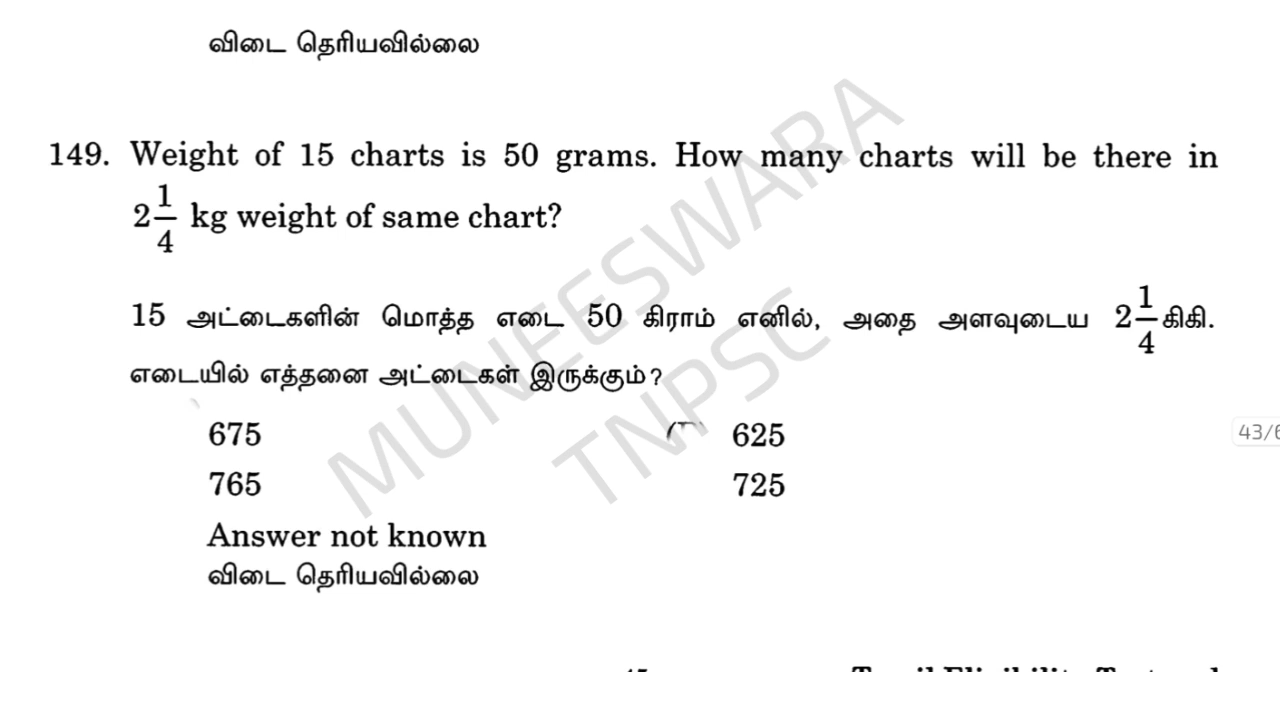 விடை தெரியவில்லை
149. Weight of 15 charts is 50 grams. How many charts will be there in
2 1/4 kg weight of same chart?
15 அட்டைகளின் மொத்த எடை 50 கிராம் எனில், அதை அளவுடைய 2 1/4 கிகி.
எடையில் எத்தனை அட்டைகள் இருக்கும்?
675 625
765 725
Answer not known
விடை தெரியவில்லை
MUNEESWARA
TNPSC
43/6